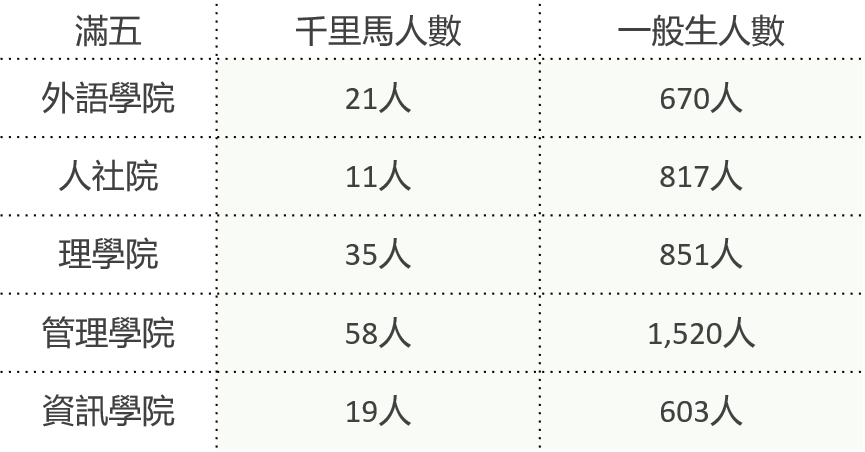 滿五 千里馬人數 一般生人數
外語學院 21人 670人
人社院 11人 817人
理學院 35人 851人
管理學院 58人 1,520人
資訊學院 19人 603人